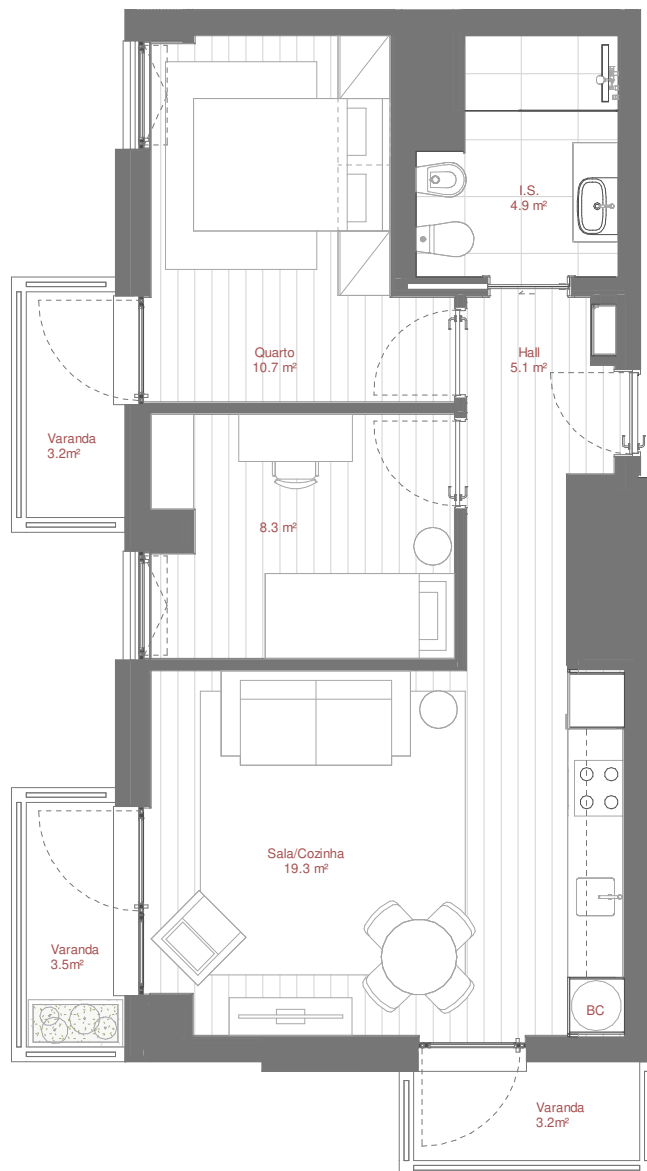 I.S.
4.9 m²
Quarto
10.7 m²
Hall
5.1 m²
Varanda
3.2m²
8.3 m²
Sala/Cozinha
19.3 m²
Varanda
3.5m²
BC
Varanda
3.2m²